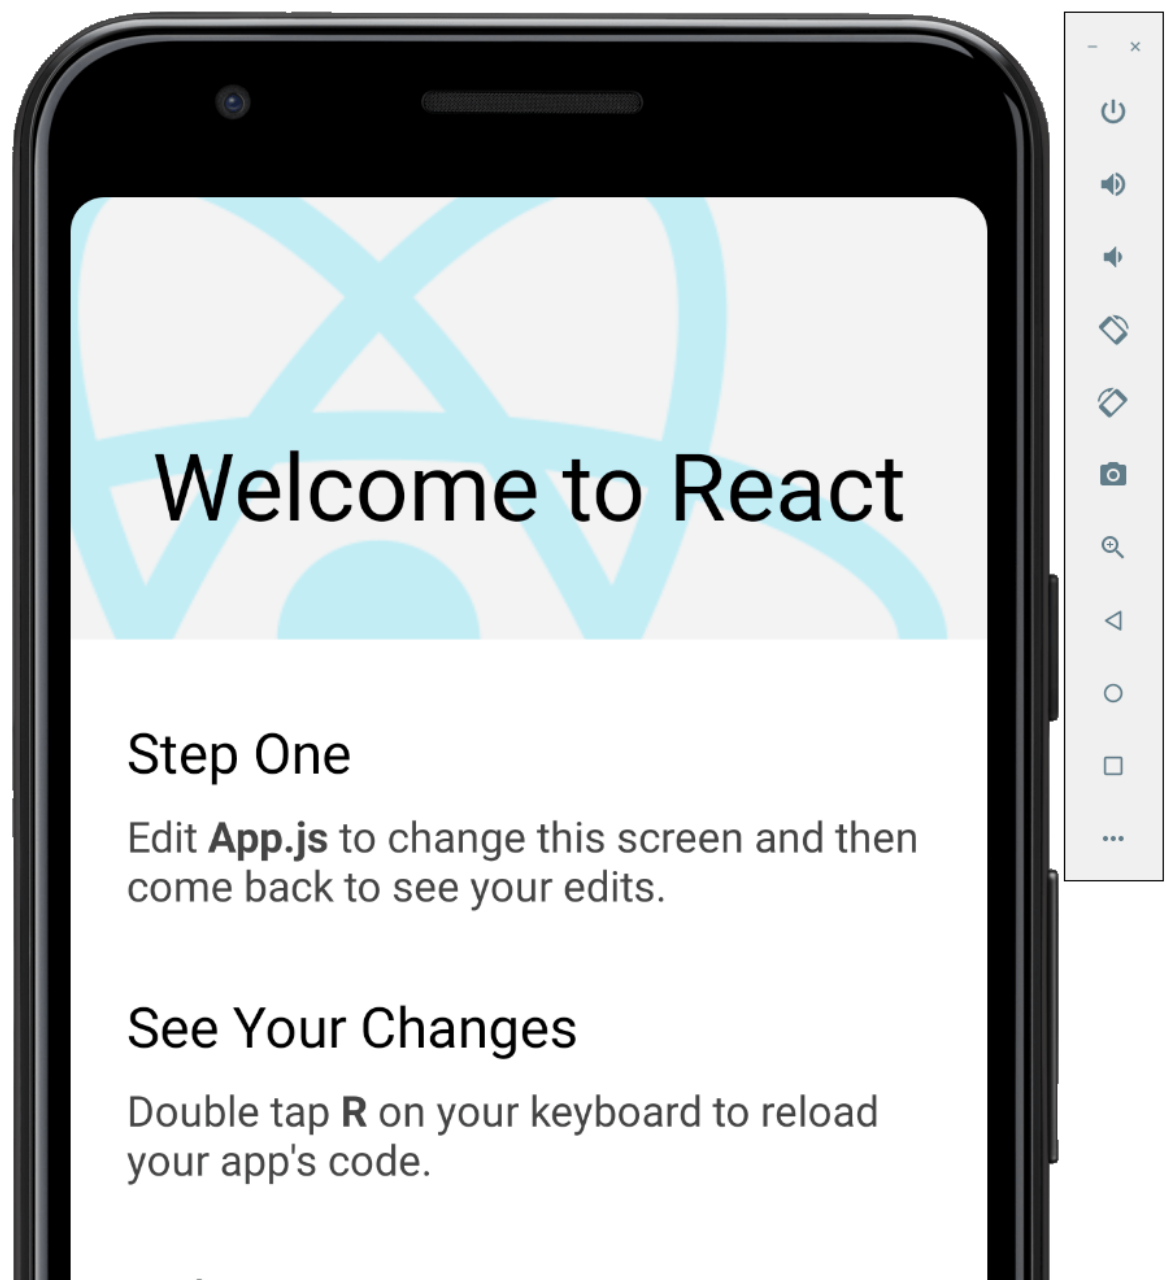 Welcome to React
Step One
Edit App.js to change this screen and then
come back to see your edits.
See Your Changes
Double tap R on your keyboard to reload
your app's code.